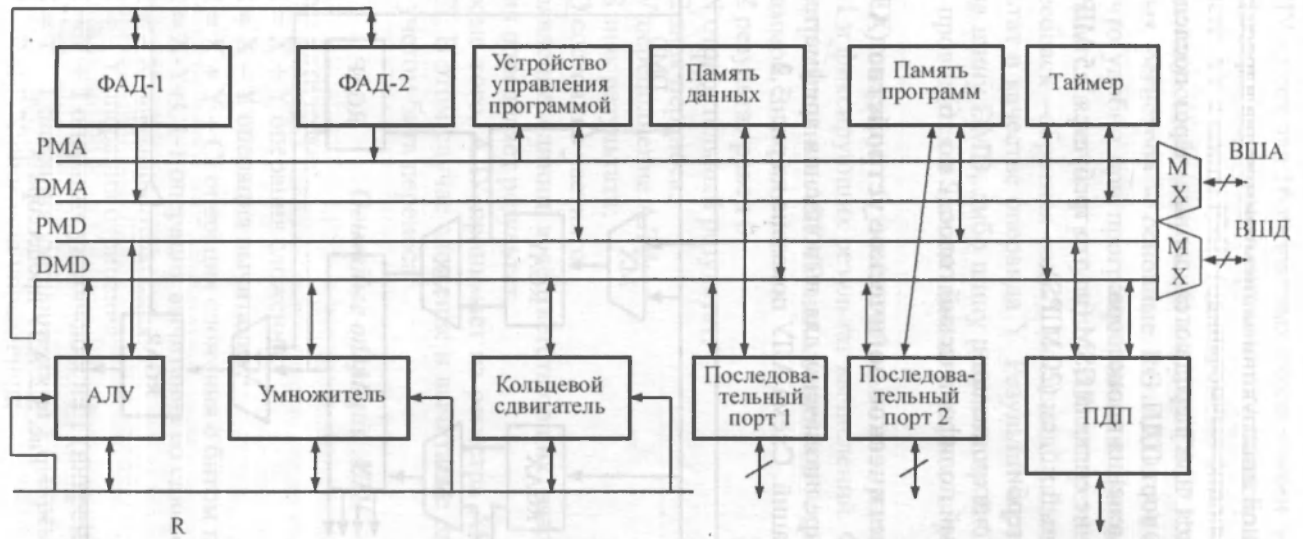 ФАД-1
ФАД-2
Устройство
управления
программой
Память
данных
Память
программ
Таймер
PMA
DMA
PMD
DMD
M
X
ВША
M
X
ВШД
АЛУ
Умножитель
Кольцевой
сдвигатель
Последова-
тельный
порт 1
Последова-
тельный
порт 2
ПДП
R